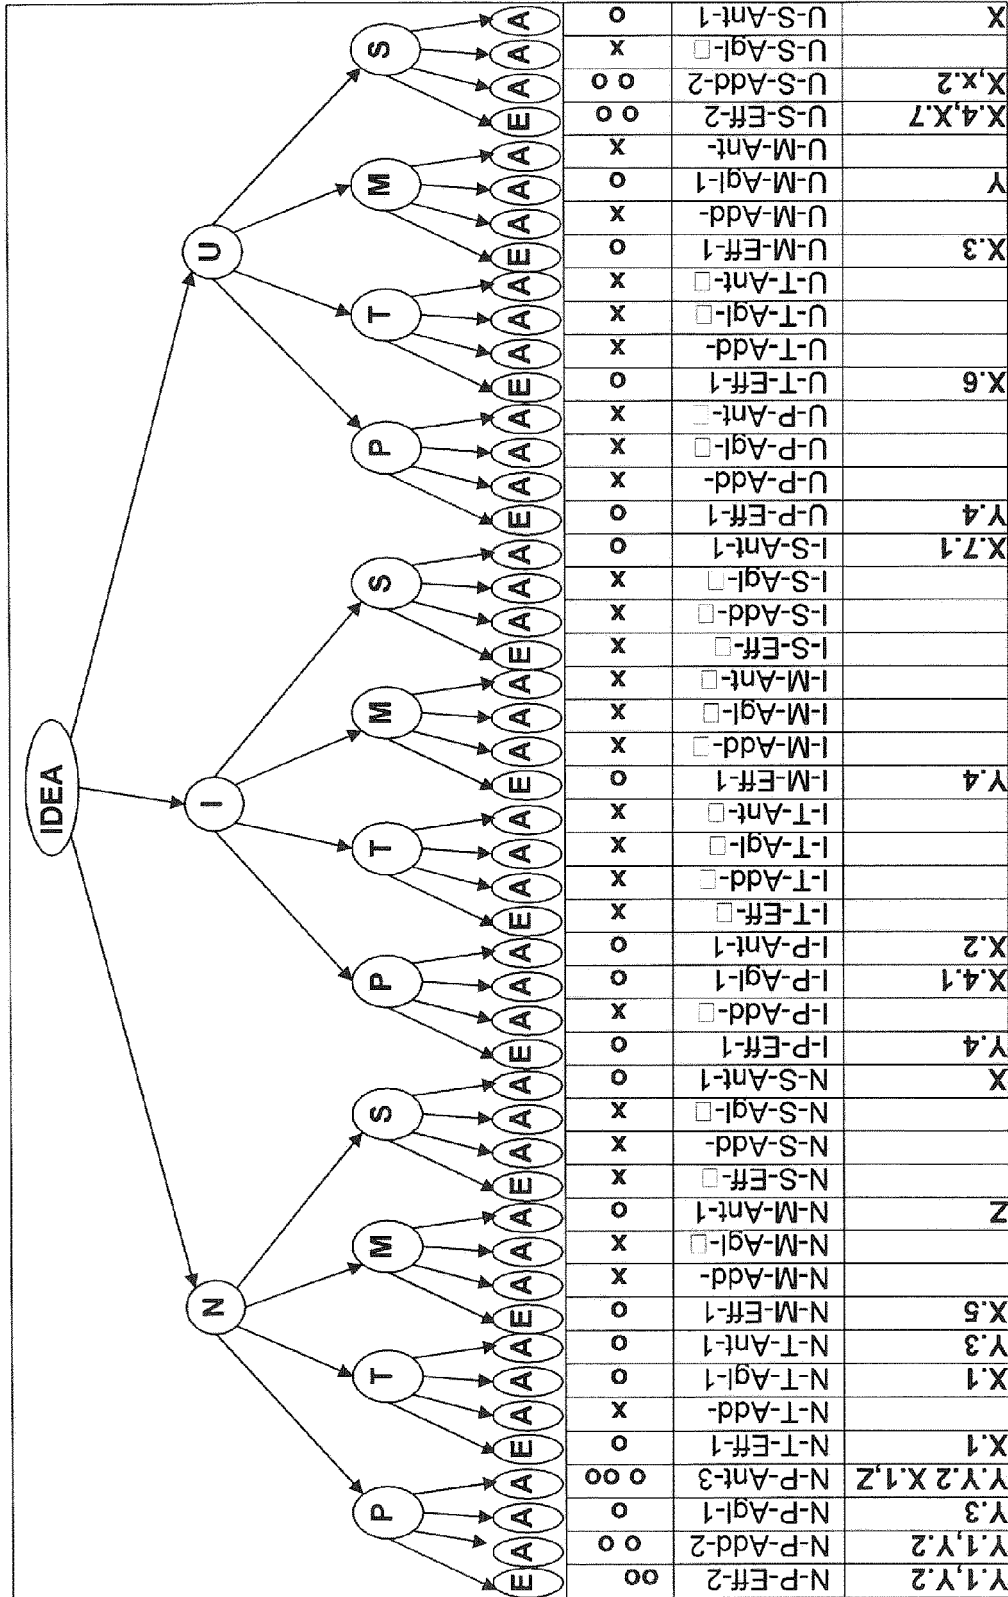 IDEA
N I U
P T M S P T M S P T M S
E A A A E A A A E A A A E A A A E A A A E A A A E A A A E A A A E A A A E A A A E A A A E A A A
Y.1,Y.2 N-P-Eff-2 oo
Y.1,Y.2 N-P-Add-2 o o
Y.3 N-P-Agl-1 o
Y.Y.2 X.1,Z N-P-Ant-3 o oo
X.1 N-T-Eff-1 o
N-T-Add- x
X.1 N-T-Agl-1 o
Y.3 N-T-Ant-1 o
X.5 N-M-Eff-1 o
N-M-Add- x
N-M-Agl-□ x
Z N-M-Ant-1 o
N-S-Eff-□ x
N-S-Add- x
N-S-Agl-□ x
X N-S-Ant-1 o
Y.4 I-P-Eff-1 o
I-P-Add-□ x
X.4.1 I-P-Agl-1 o
X.2 I-P-Ant-1 o
I-T-Eff-□ x
I-T-Add-□ x
I-T-Agl-□ x
I-T-Ant-□ x
Y.4 I-M-Eff-1 o
I-M-Add-□ x
I-M-Agl-□ x
I-M-Ant-□ x
I-S-Eff-□ x
I-S-Add-□ x
I-S-Agl-□ x
X.7.1 I-S-Ant-1 o
Y.4 U-P-Eff-1 o
U-P-Add- x
U-P-Agl-□ x
U-P-Ant-□ x
X.6 U-T-Eff-1 o
U-T-Add- x
U-T-Agl-□ x
U-T-Ant-□ x
X.3 U-M-Eff-1 o
U-M-Add- x
Y U-M-Agl-1 o
U-M-Ant- x
X.4,X.7 U-S-Eff-2 o o
X,x.2 U-S-Add-2 o o
U-S-Agl-□ x
X U-S-Ant-1 o